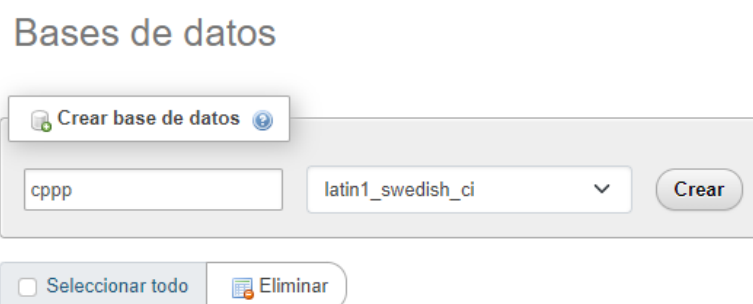 Bases de datos
Crear base de datos
cppp
latin1_swedish_ci
Crear
Seleccionar todo
Eliminar